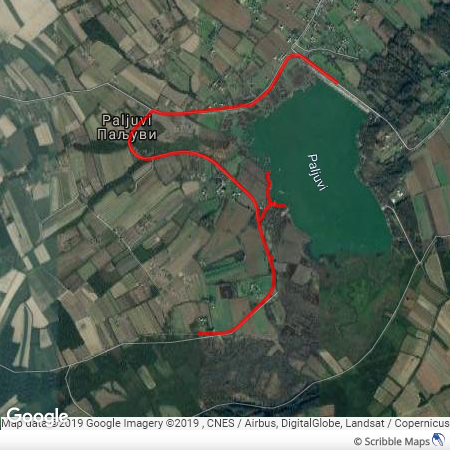 Paljuvi
Паљуви
Paljuvi
Google
Map data ©2019 Google Imagery ©2019 , CNES / Airbus, DigitalGlobe, Landsat / Copernicus
© Scribble Maps